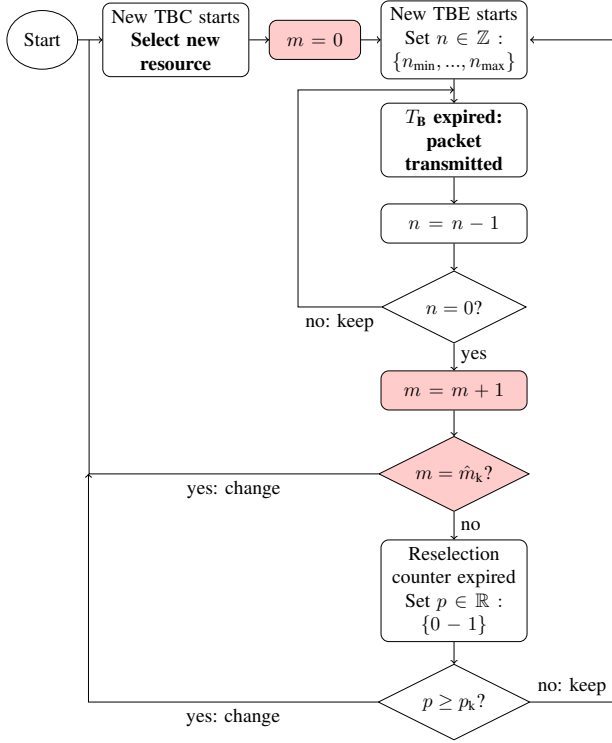 Start
New TBC starts
Select new
resource
m = 0
New TBE starts
Set n ∈ ℤ :
{n_min, ..., n_max}
T_B expired:
packet
transmitted
n = n − 1
n = 0?
no: keep
yes
m = m + 1
m = m̂_k?
yes: change
no
Reselection
counter expired
Set p ∈ ℝ :
{0 − 1}
p ≥ p_k?
no: keep
yes: change